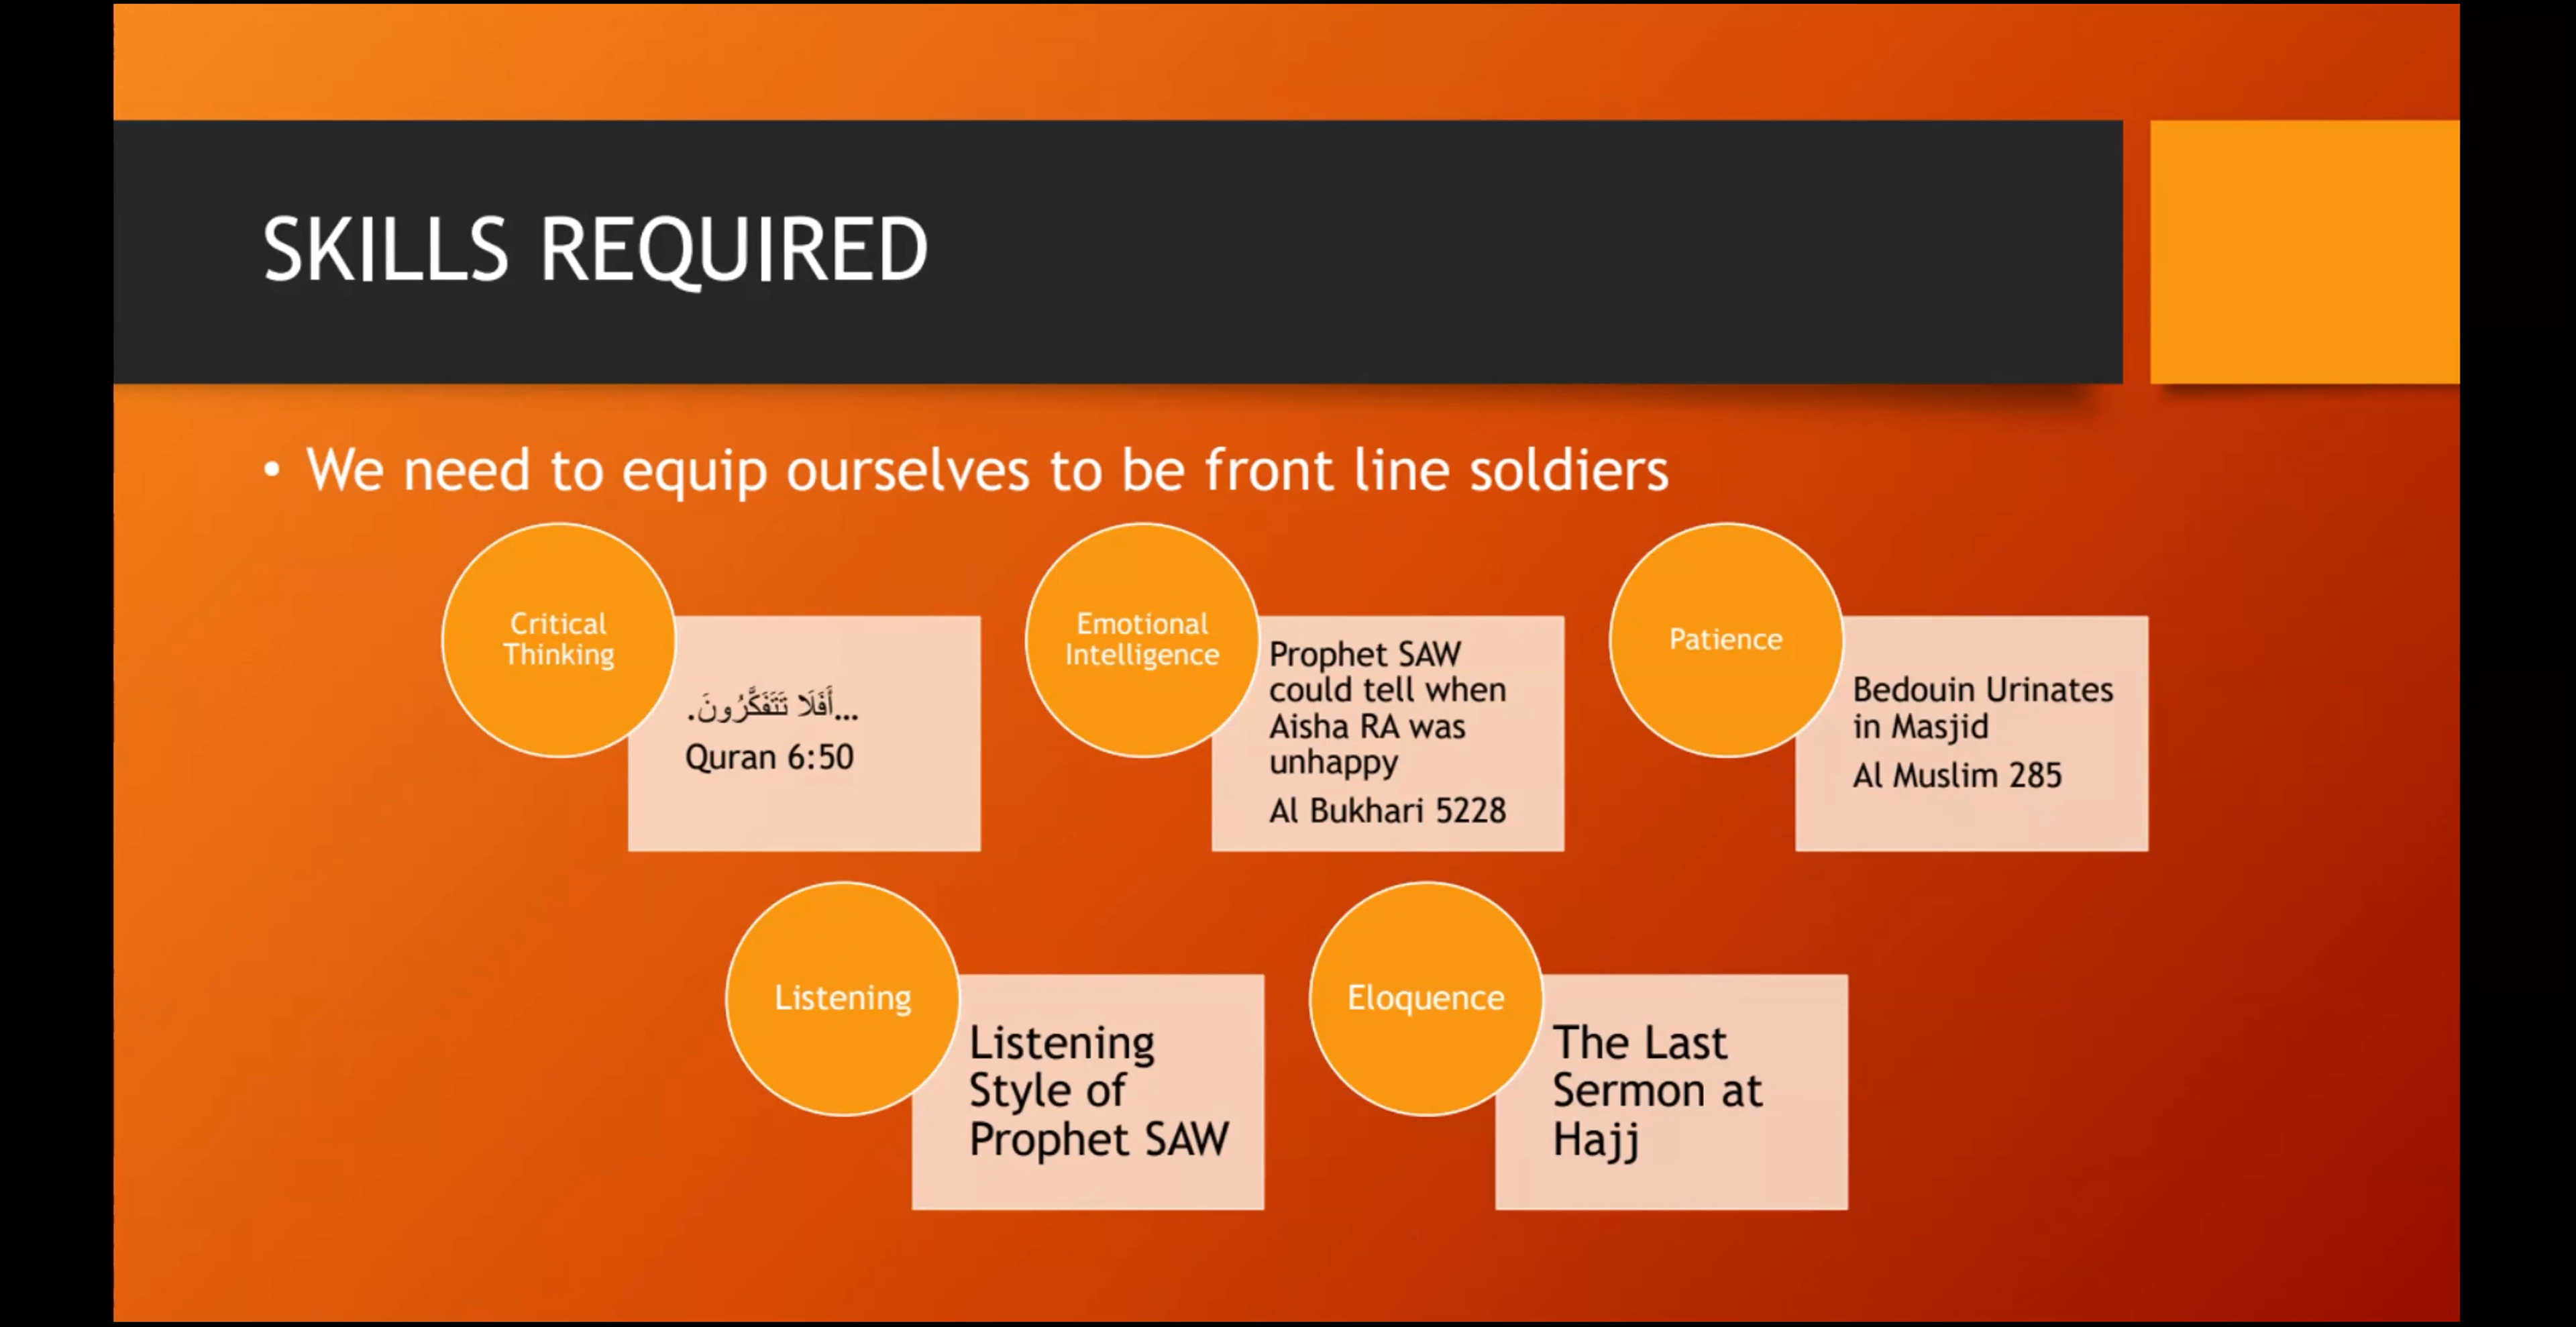 SKILLS REQUIRED
• We need to equip ourselves to be front line soldiers
Critical
Thinking
...أَفَلَا تَتَفَكَّرُونَ.
Quran 6:50
Emotional
Intelligence
Prophet SAW
could tell when
Aisha RA was
unhappy
Al Bukhari 5228
Patience
Bedouin Urinates
in Masjid
Al Muslim 285
Listening
Listening
Style of
Prophet SAW
Eloquence
The Last
Sermon at
Hajj